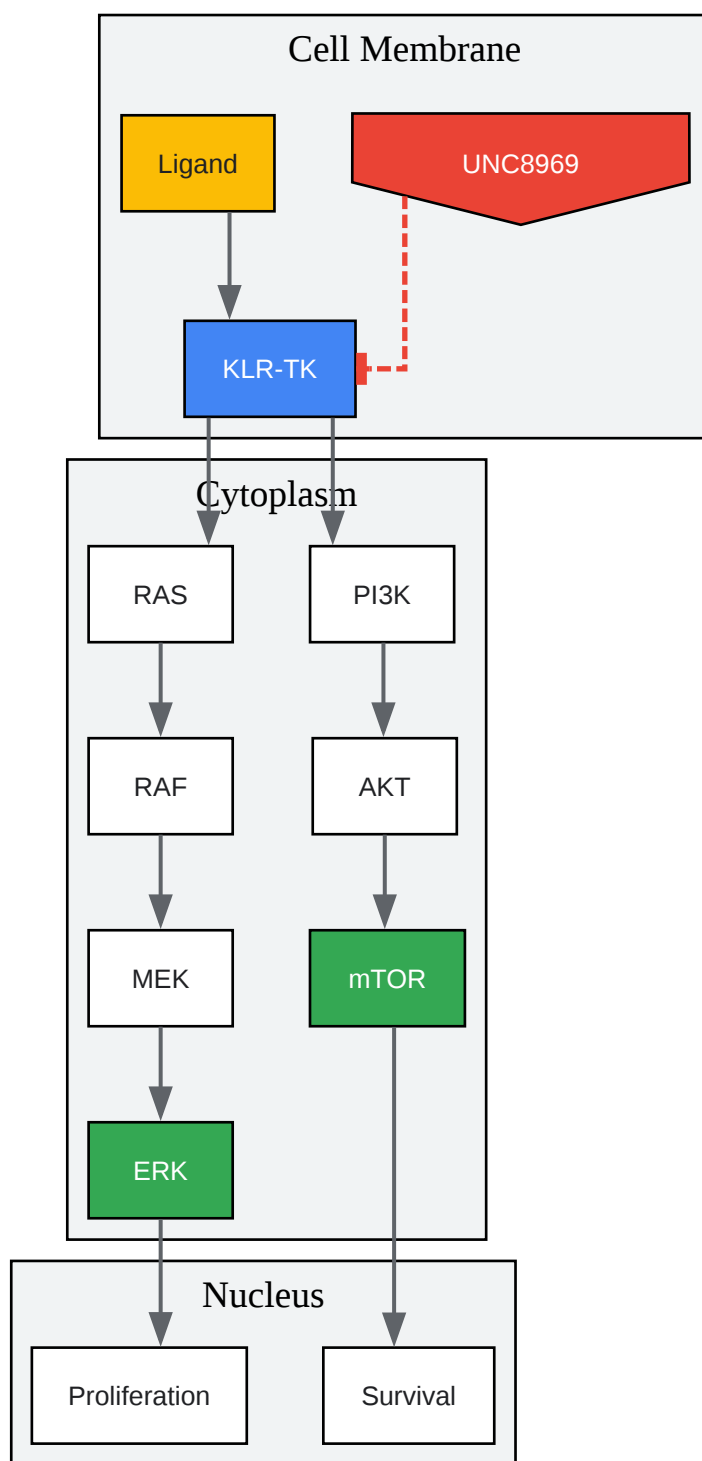 Cell Membrane
Ligand
UNC8969
KLR-TK
Cytoplasm
RAS
PI3K
RAF
AKT
MEK
mTOR
ERK
Nucleus
Proliferation
Survival